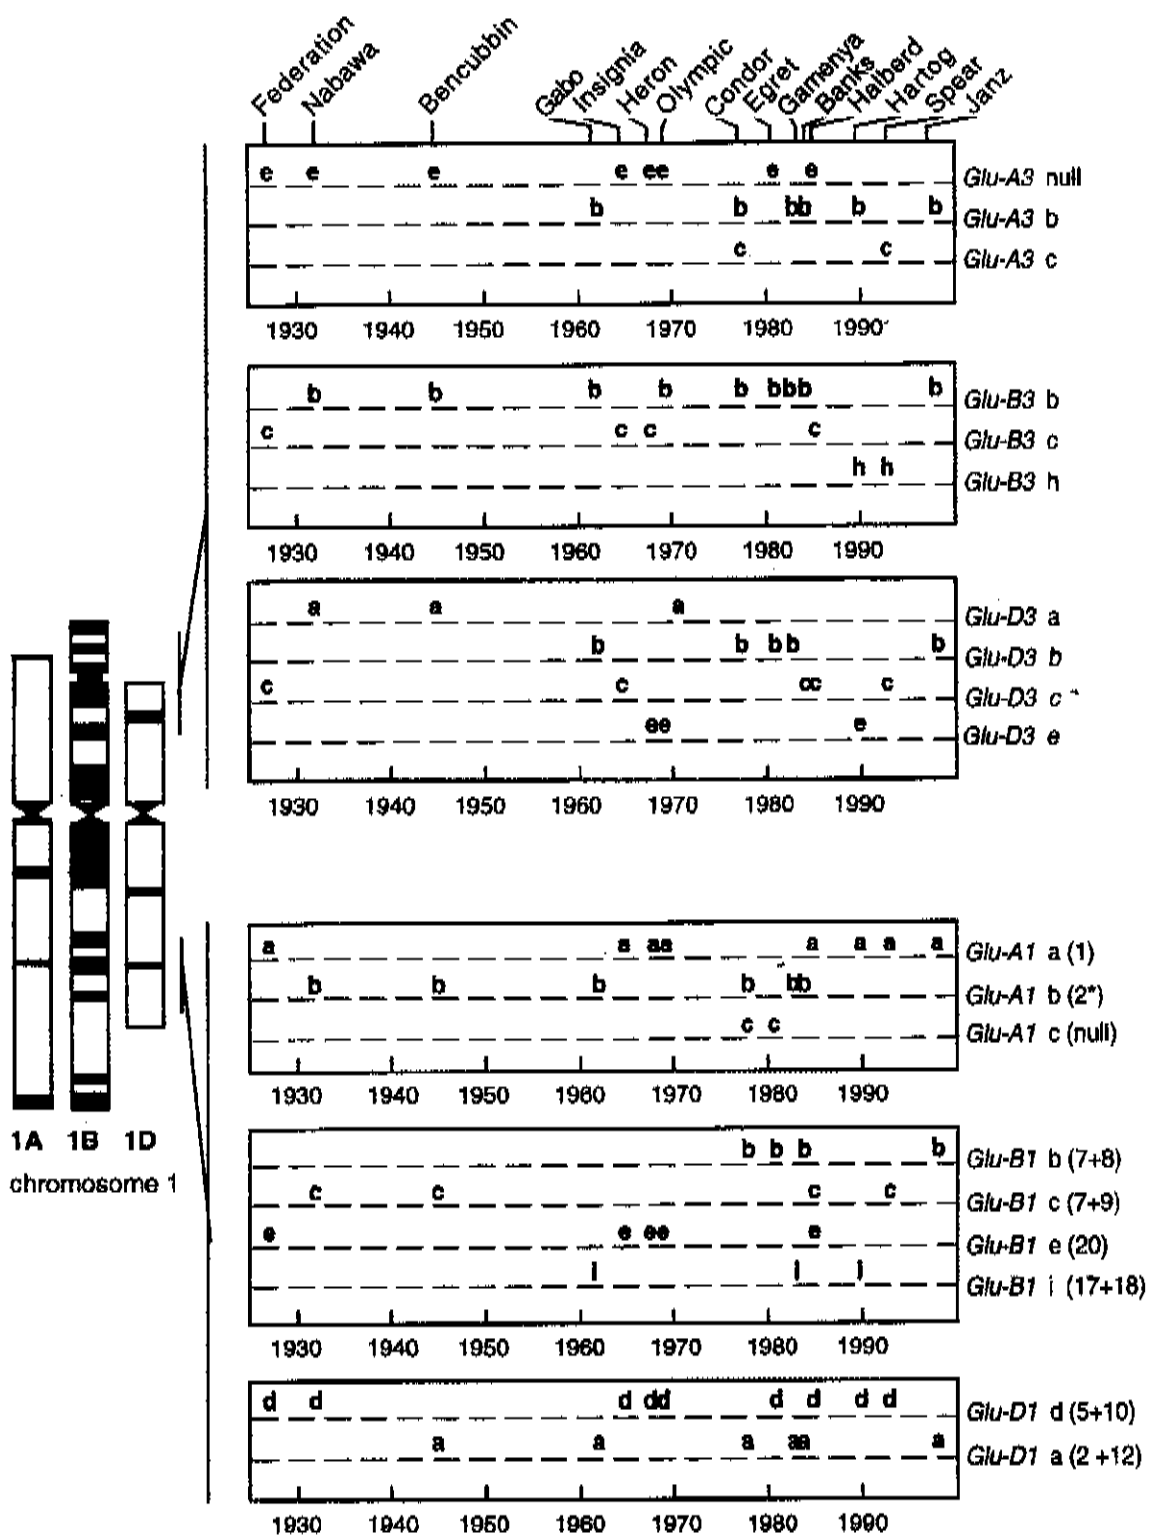 Federation
Nabawa
Bencubbin
Gabo
Insignia
Heron
Olympic
Condor
Egret
Gamenya
Banks
Halberd
Hartog
Spear
Janz
e e e e ee e e Glu-A3 null
b b bb b b Glu-A3 b
c c Glu-A3 c
1930 1940 1950 1960 1970 1980 1990
b b b b b bbb b Glu-B3 b
c c c c Glu-B3 c
h h Glu-B3 h
1930 1940 1950 1960 1970 1980 1990
a a a Glu-D3 a
b b b b b Glu-D3 b
c c cc c Glu-D3 c
ee e Glu-D3 e
1930 1940 1950 1960 1970 1980 1990
a a aa a a a a Glu-A1 a (1)
b b b b bb Glu-A1 b (2*)
c c Glu-A1 c (null)
1930 1940 1950 1960 1970 1980 1990
1A 1B 1D
chromosome 1
b b b b Glu-B1 b (7+8)
c c c c Glu-B1 c (7+9)
e e ee e Glu-B1 e (20)
i i i Glu-B1 i (17+18)
1930 1940 1950 1960 1970 1980 1990
d d d dd d d d d Glu-D1 d (5+10)
a a a aa a Glu-D1 a (2 +12)
1930 1940 1950 1960 1970 1980 1990